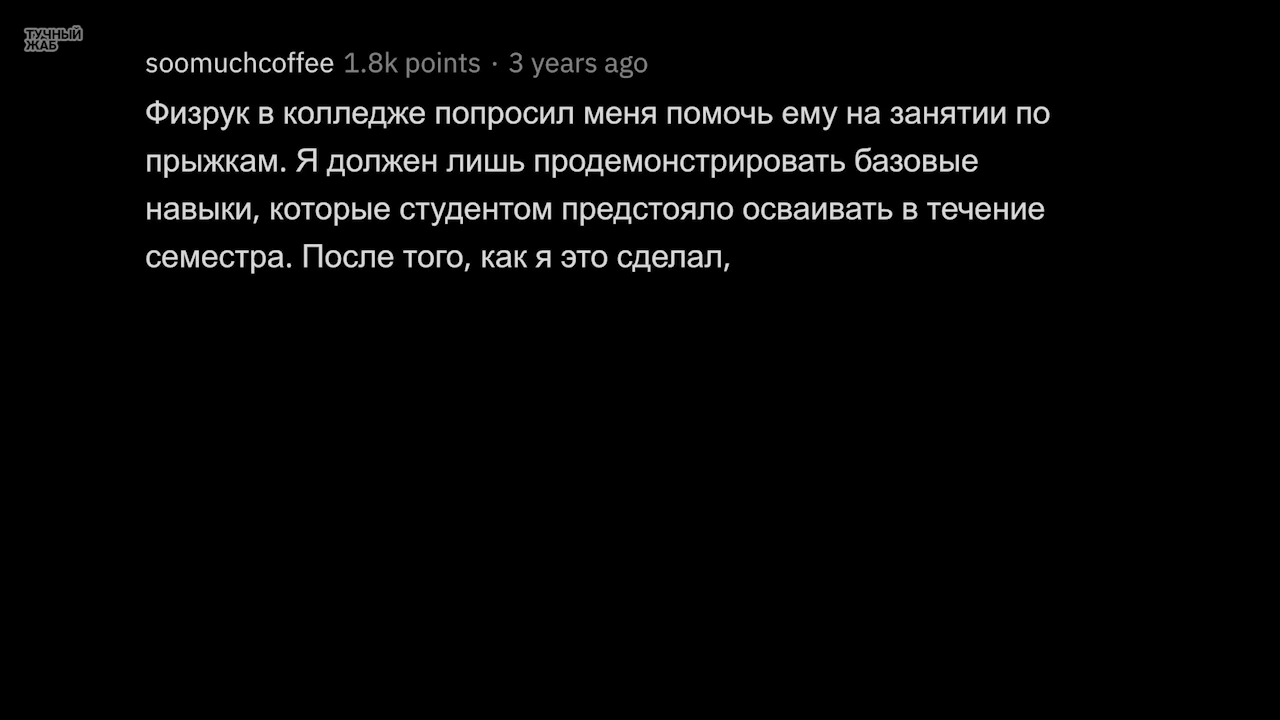 ТУЧНЫЙ
ЖАБ
soomuchcoffee 1.8k points · 3 years ago
Физрук в колледже попросил меня помочь ему на занятии по
прыжкам. Я должен лишь продемонстрировать базовые
навыки, которые студентом предстояло осваивать в течение
семестра. После того, как я это сделал,